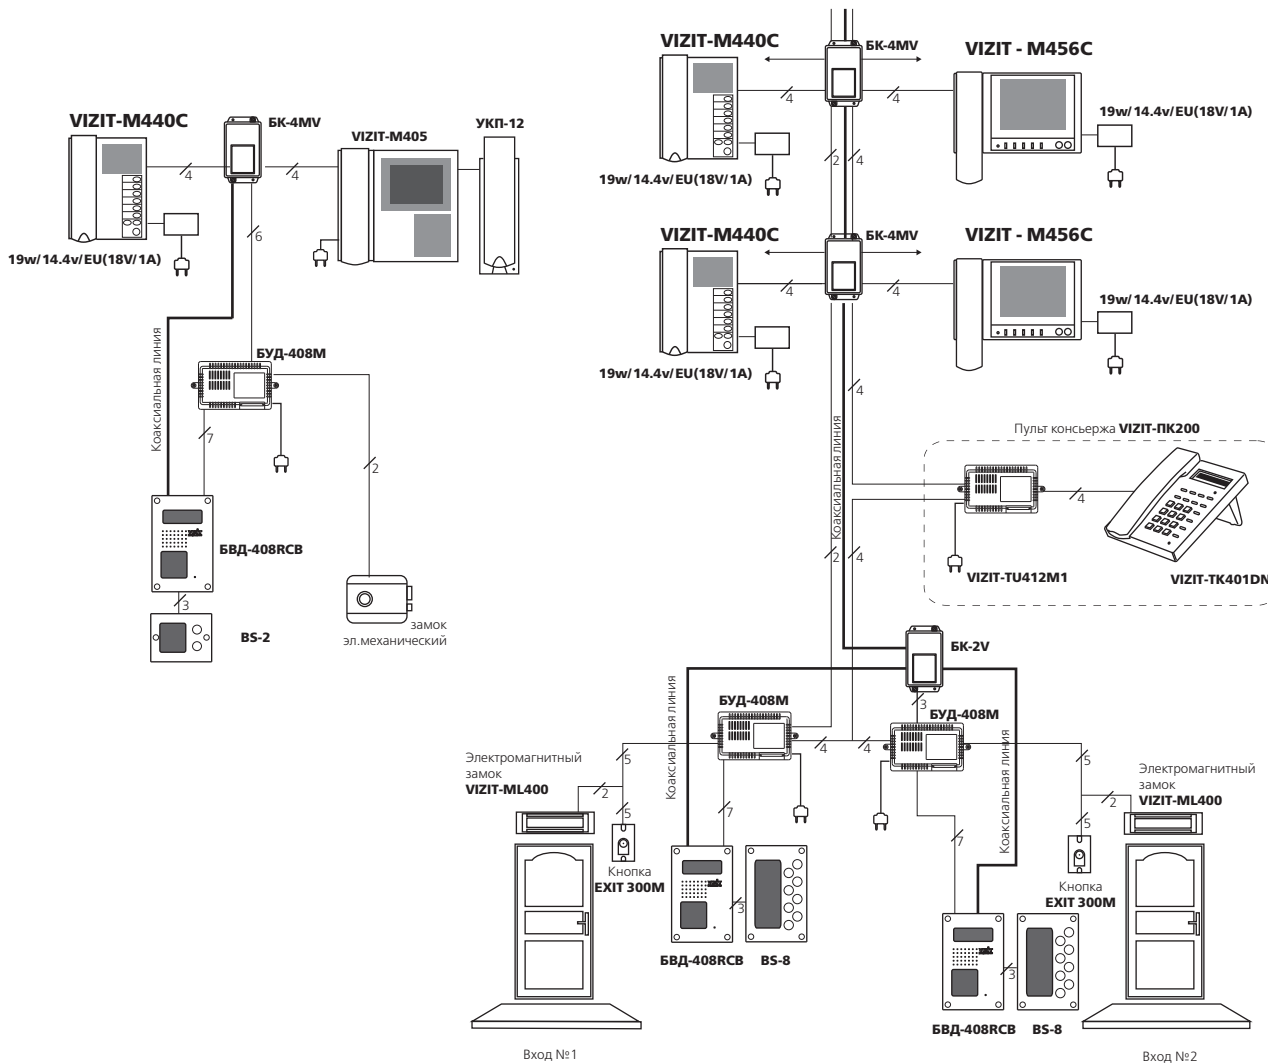 VIZIT-M440C
БК-4MV
VIZIT-M405
УКП-12
4
4
19w/14.4v/EU(18V/1A)
6
Коаксиальная линия
БУД-408М
7
2
БВД-408RCB
3
BS-2
замок
эл.механический
VIZIT-M440C
БК-4MV
VIZIT - M456C
4
4
19w/14.4v/EU(18V/1A)
2
4
19w/14.4v/EU(18V/1A)
VIZIT-M440C
БК-4MV
VIZIT - M456C
4
4
19w/14.4v/EU(18V/1A)
19w/14.4v/EU(18V/1A)
4
Пульт консьержа VIZIT-ПК200
Коаксиальная линия
4
2
4
VIZIT-TU412M1
VIZIT-TK401DN
БК-2V
Коаксиальная линия
3
БУД-408М
БУД-408М
4
4
Коаксиальная линия
Электромагнитный
замок
VIZIT-ML400
5
2
5
7
Кнопка
EXIT 300M
3
БВД-408RCB
BS-8
Вход №1
Электромагнитный
замок
VIZIT-ML400
5
2
5
7
Кнопка
EXIT 300M
3
БВД-408RCB
BS-8
Вход №2